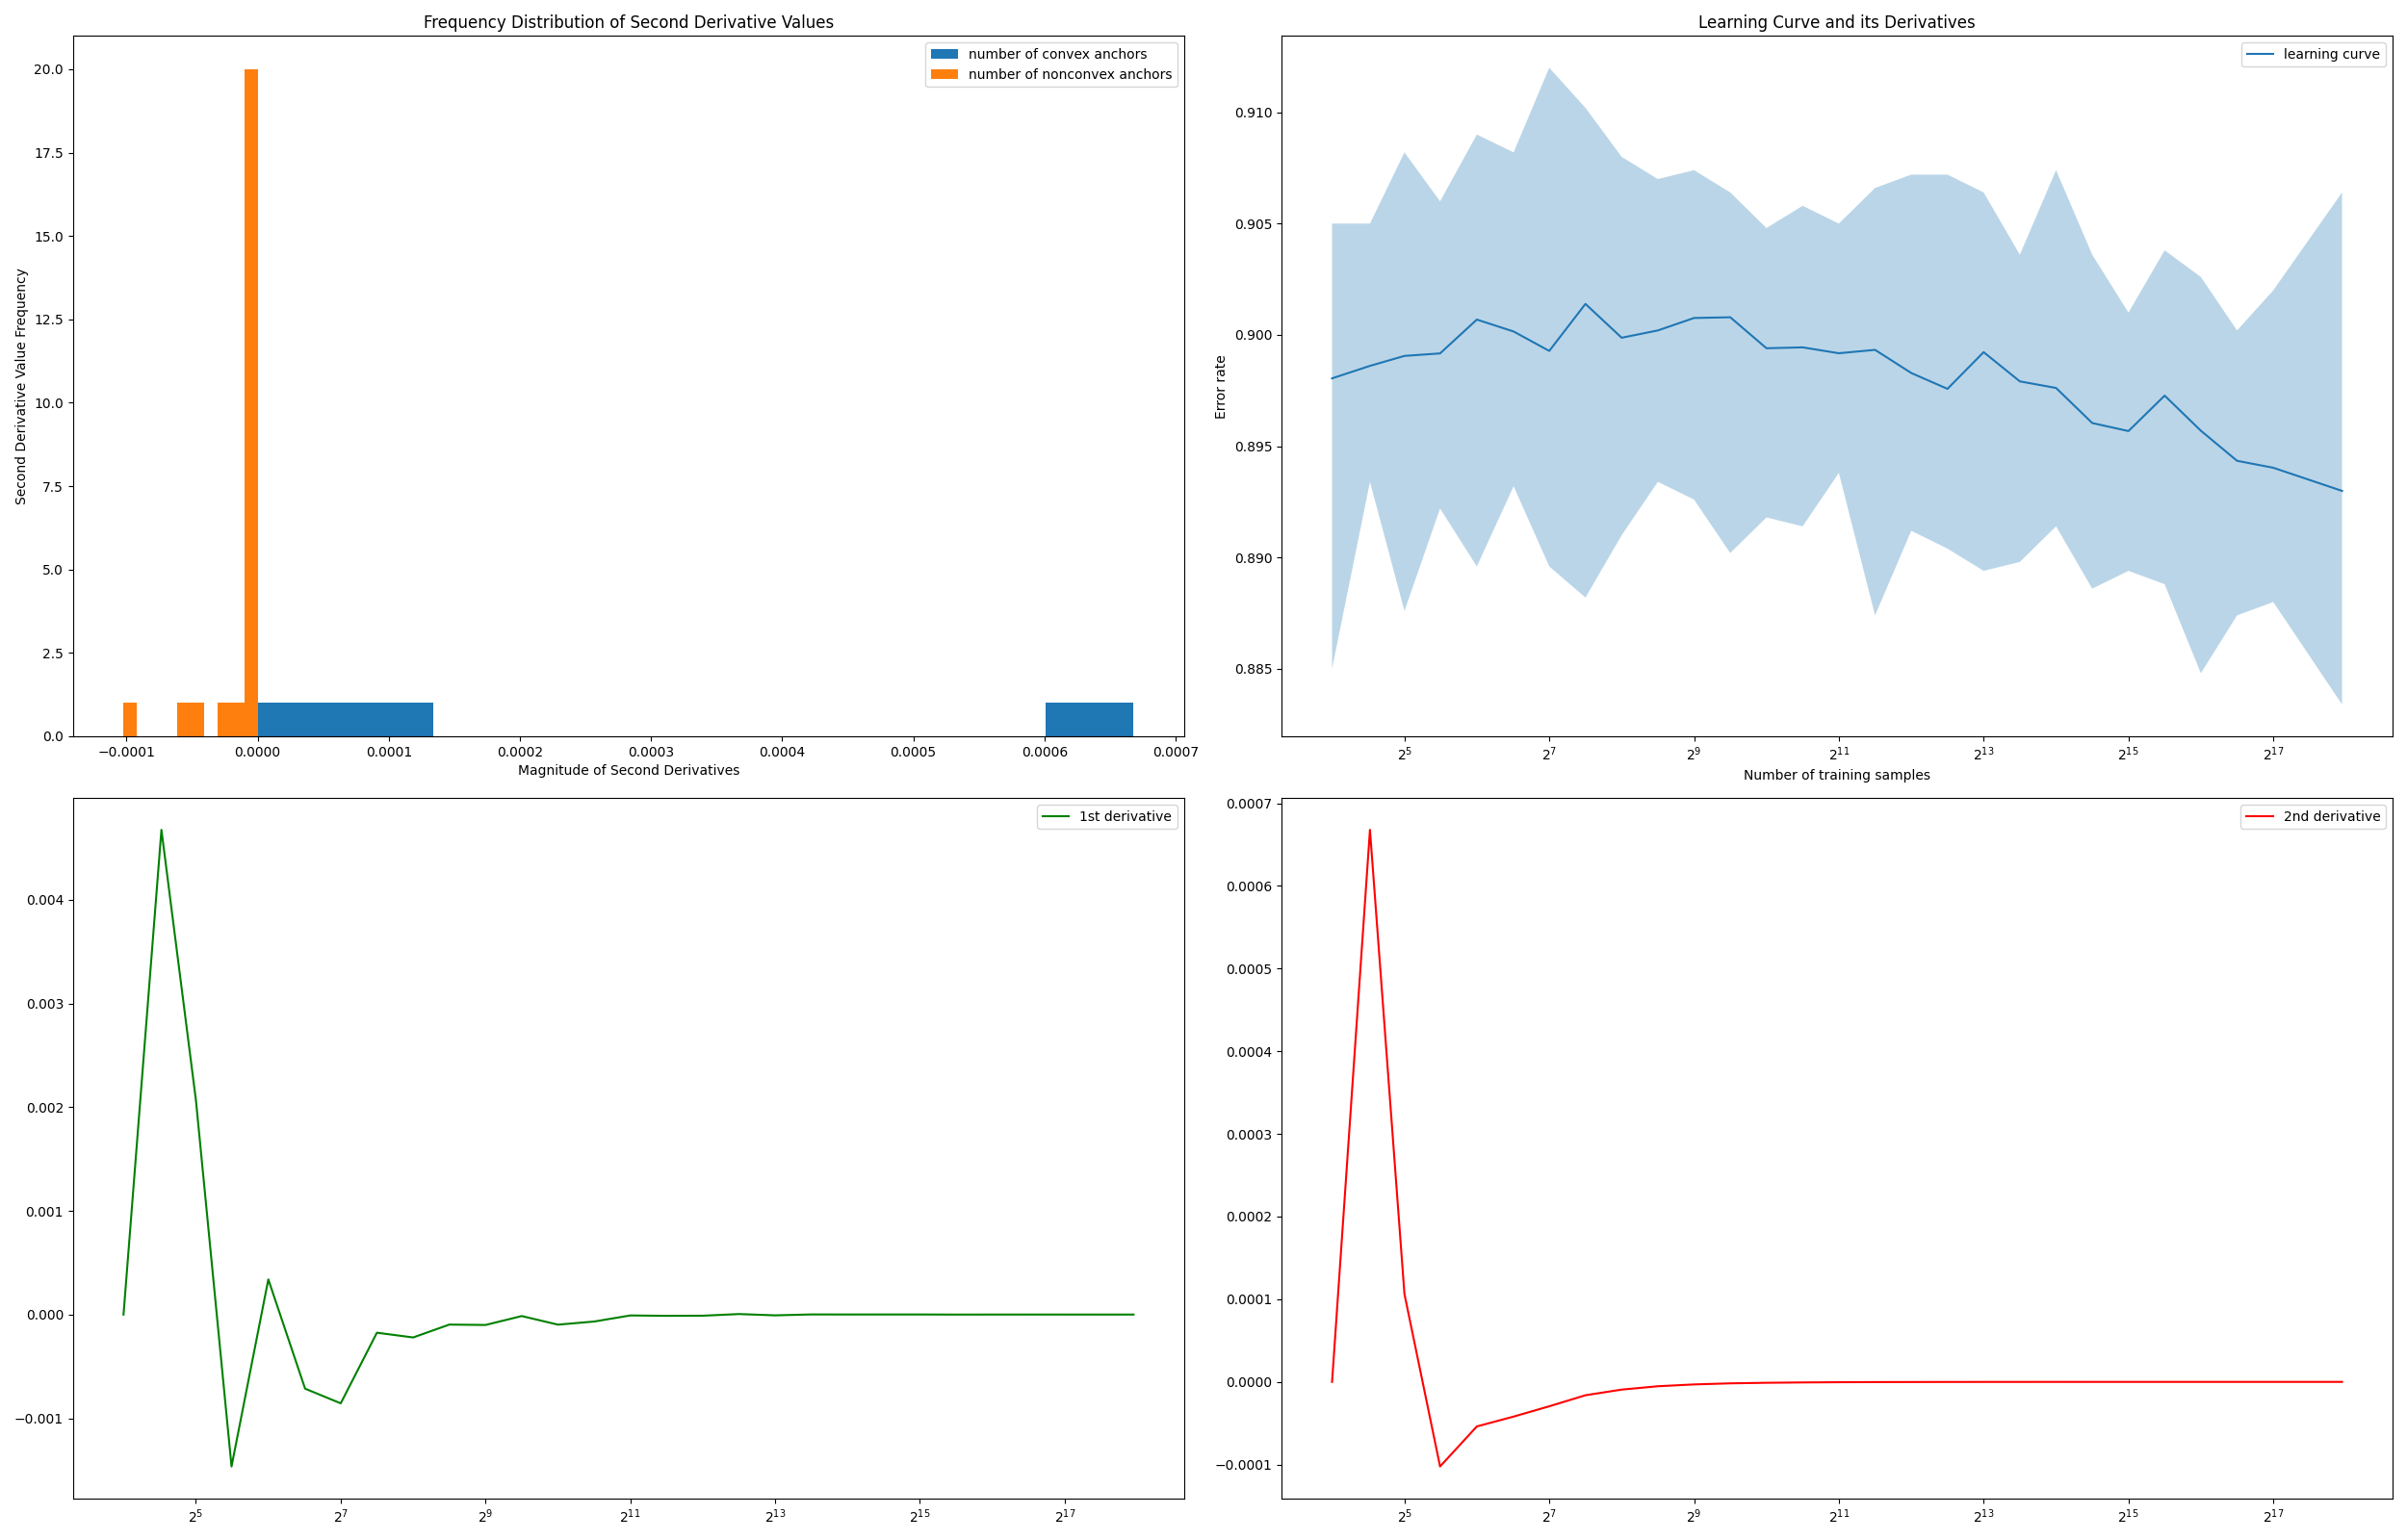 Frequency Distribution of Second Derivative Values
number of convex anchors
number of nonconvex anchors
20.0
17.5
15.0
12.5
10.0
7.5
5.0
2.5
0.0
Second Derivative Value Frequency
−0.0001 0.0000 0.0001 0.0002 0.0003 0.0004 0.0005 0.0006 0.0007
Magnitude of Second Derivatives
Learning Curve and its Derivatives
learning curve
0.910
0.905
0.900
0.895
0.890
0.885
Error rate
2^5 2^7 2^9 2^11 2^13 2^15 2^17
Number of training samples
1st derivative
0.004
0.003
0.002
0.001
0.000
−0.001
2^5 2^7 2^9 2^11 2^13 2^15 2^17
2nd derivative
0.0007
0.0006
0.0005
0.0004
0.0003
0.0002
0.0001
0.0000
−0.0001
2^5 2^7 2^9 2^11 2^13 2^15 2^17